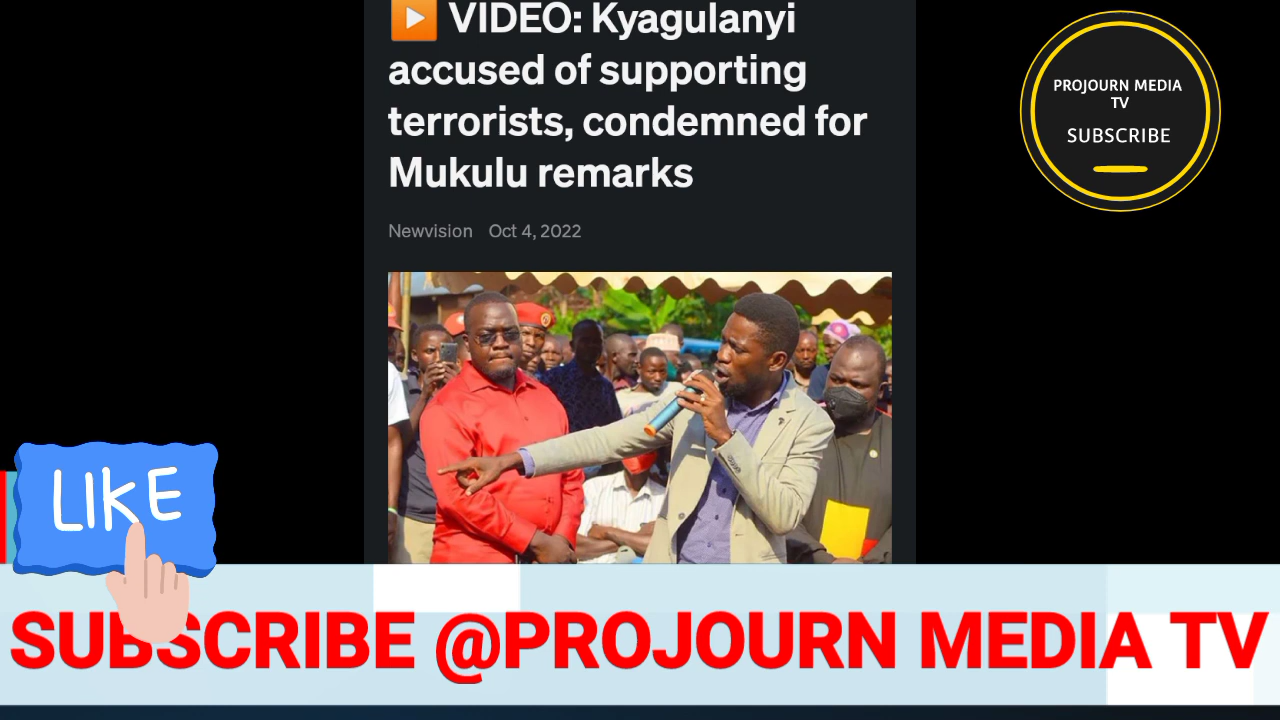 VIDEO: Kyagulanyi
accused of supporting
terrorists, condemned for
Mukulu remarks
Newvision Oct 4, 2022
PROJOURN MEDIA
TV
SUBSCRIBE
LIKE
SUBSCRIBE @PROJOURN MEDIA TV